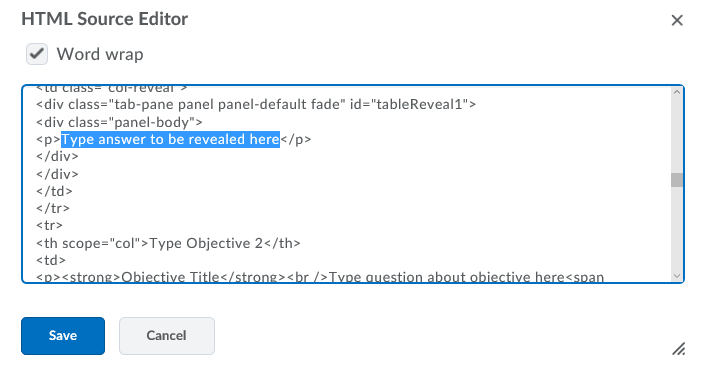 HTML Source Editor
Word wrap
<td class="col-reveal">
<div class="tab-pane panel panel-default fade" id="tableReveal1">
<div class="panel-body">
<p>Type answer to be revealed here</p>
</div>
</div>
</td>
</tr>
<tr>
<th scope="col">Type Objective 2</th>
<td>
<p><strong>Objective Title</strong><br />Type question about objective here<span
Save
Cancel